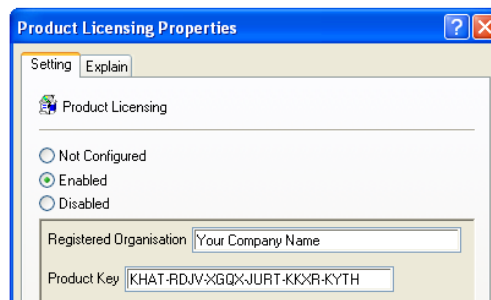 Product Licensing Properties
Setting Explain
Product Licensing
Not Configured
Enabled
Disabled
Registered Organisation Your Company Name
Product Key KHAT-RDJV-XGQX-JURT-KKXR-KYTH